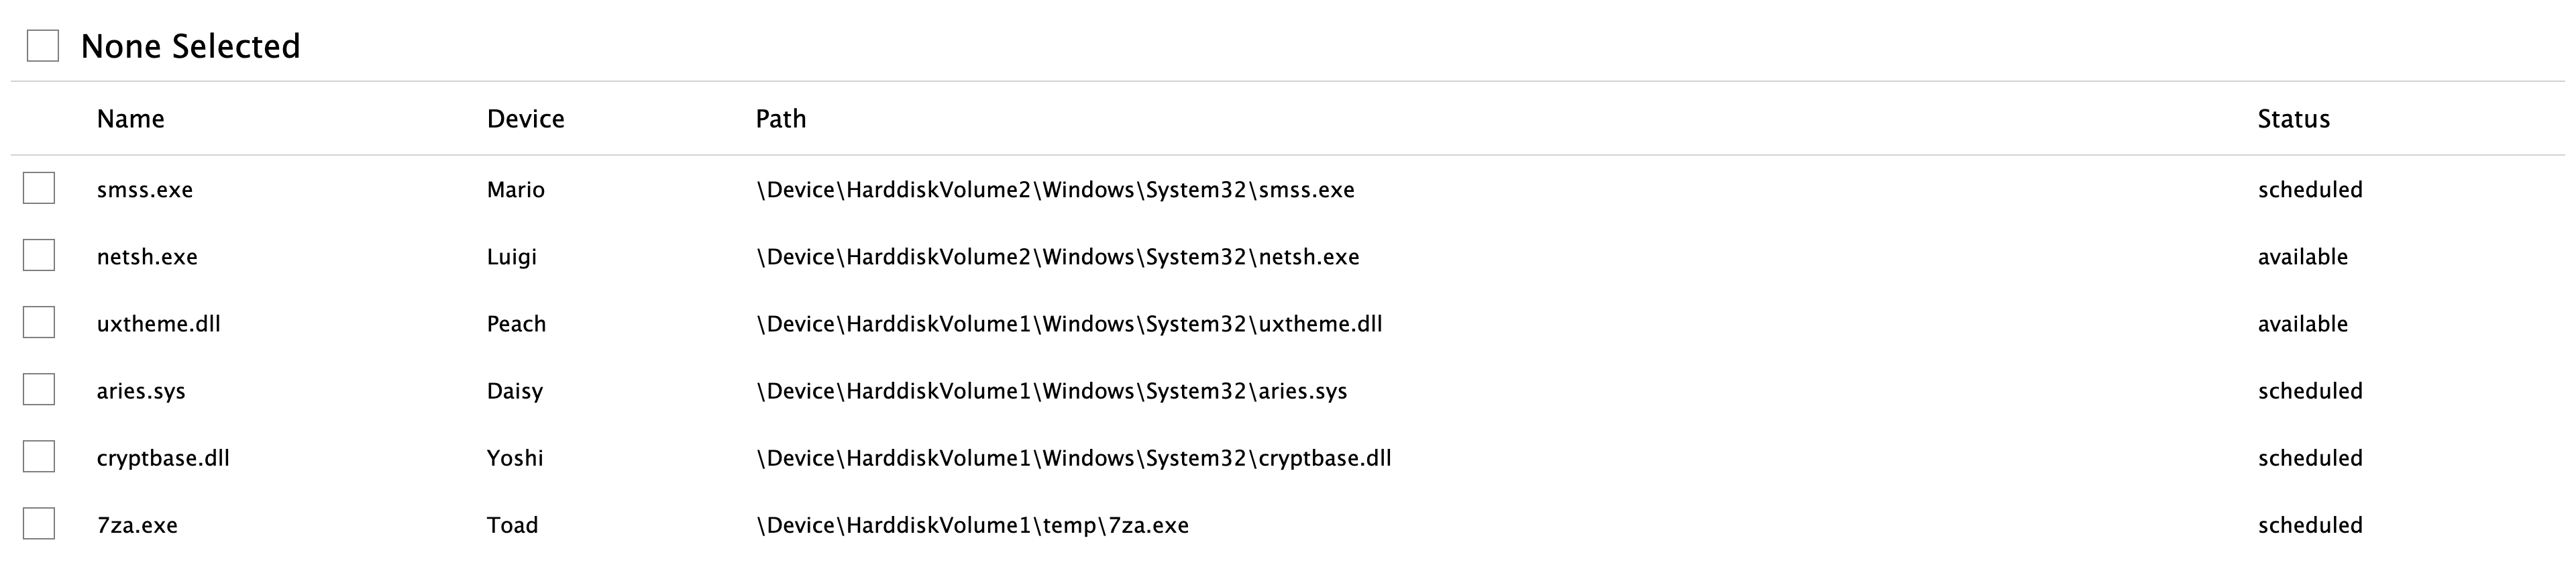 None Selected
Name Device Path Status
smss.exe Mario \Device\HarddiskVolume2\Windows\System32\smss.exe scheduled
netsh.exe Luigi \Device\HarddiskVolume2\Windows\System32\netsh.exe available
uxtheme.dll Peach \Device\HarddiskVolume1\Windows\System32\uxtheme.dll available
aries.sys Daisy \Device\HarddiskVolume1\Windows\System32\aries.sys scheduled
cryptbase.dll Yoshi \Device\HarddiskVolume1\Windows\System32\cryptbase.dll scheduled
7za.exe Toad \Device\HarddiskVolume1\temp\7za.exe scheduled